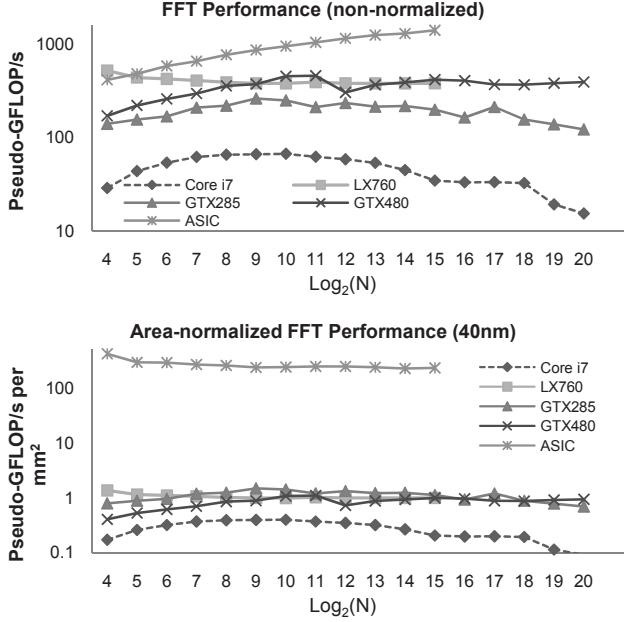 FFT Performance (non-normalized)
Pseudo-GFLOP/s
1000
100
10
Core i7
LX760
GTX285
GTX480
ASIC
4 5 6 7 8 9 10 11 12 13 14 15 16 17 18 19 20
Log2(N)
Area-normalized FFT Performance (40nm)
Pseudo-GFLOP/s per
mm2
100
10
1
0.1
Core i7
LX760
GTX285
GTX480
ASIC
4 5 6 7 8 9 10 11 12 13 14 15 16 17 18 19 20
Log2(N)